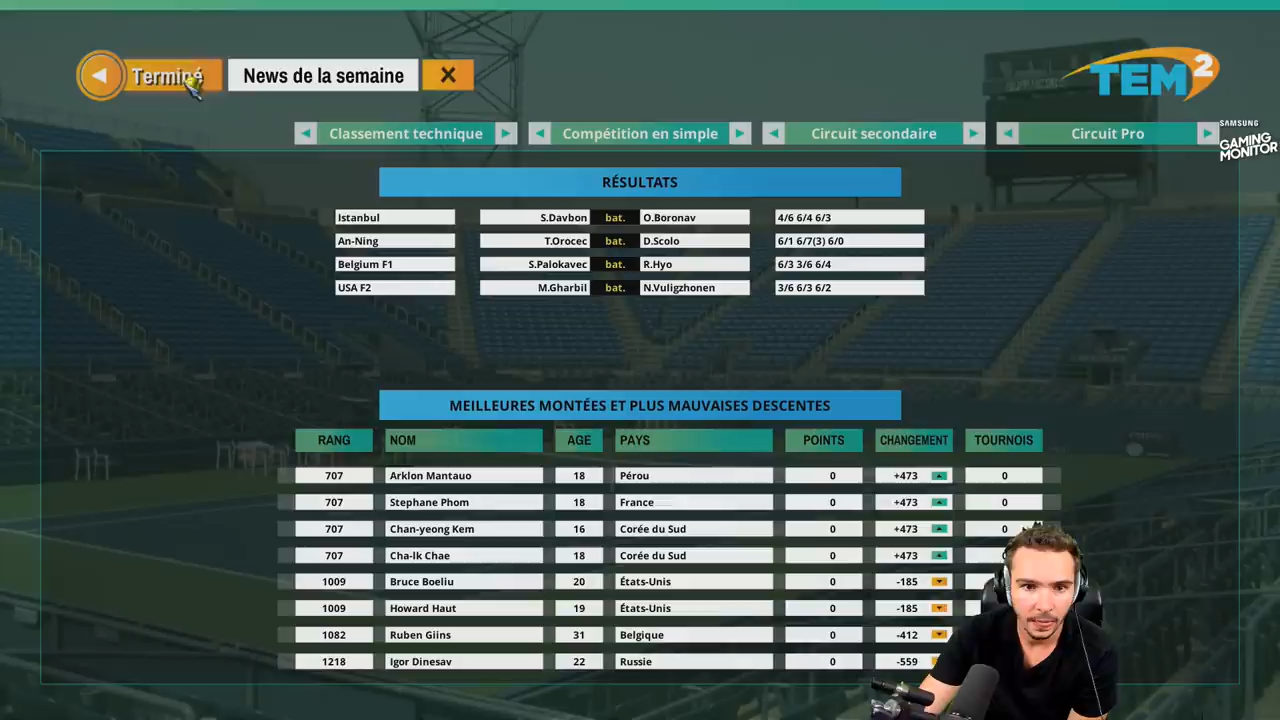 Terminé
News de la semaine
TEM2
SAMSUNG
GAMING
MONITOR
Classement technique
Compétition en simple
Circuit secondaire
Circuit Pro
RÉSULTATS
Istanbul S.Davbon bat. O.Boronav 4/6 6/4 6/3
An-Ning T.Orocec bat. D.Scolo 6/1 6/7(3) 6/0
Belgium F1 S.Palokavec bat. R.Hyo 6/3 3/6 6/4
USA F2 M.Gharbil bat. N.Vuligzhonen 3/6 6/3 6/2
MEILLEURES MONTÉES ET PLUS MAUVAISES DESCENTES
RANG NOM AGE PAYS POINTS CHANGEMENT TOURNOIS
707 Arklon Mantauo 18 Pérou 0 +473 0
707 Stephane Phom 18 France 0 +473 0
707 Chan-yeong Kem 16 Corée du Sud 0 +473 0
707 Cha-Ik Chae 18 Corée du Sud 0 +473 0
1009 Bruce Boeliu 20 États-Unis 0 -185
1009 Howard Haut 19 États-Unis 0 -185
1082 Ruben Giins 31 Belgique 0 -412
1218 Igor Dinesav 22 Russie 0 -559